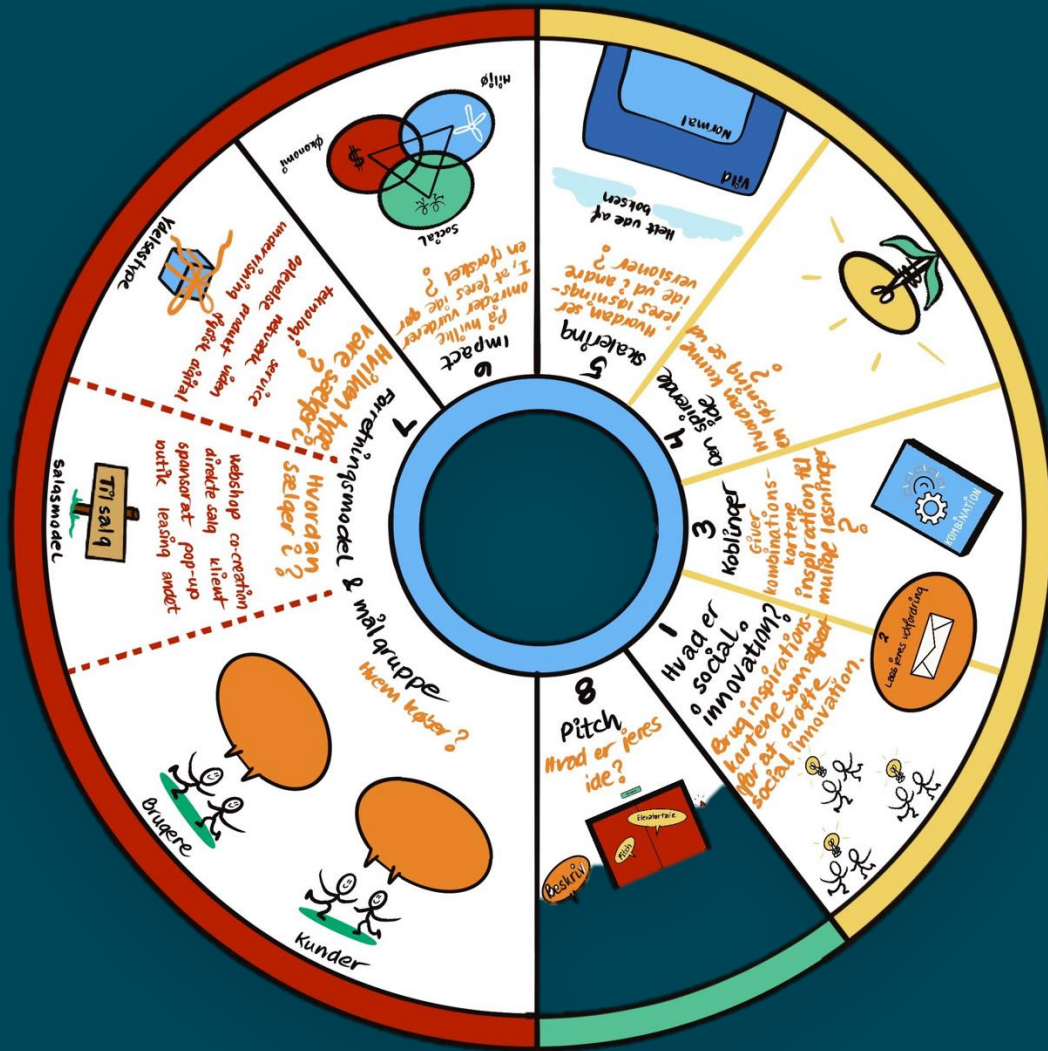 1
Hvad er
social
innovation?
Brug inspirations-
kortene som afsæt
for at drøfte
social innovation.
2
Læs jeres udfordring
3
Koblinger
Giver
kombinations-
kortene
inspiration til
mulige løsninger
?
KOMBINATION
4
Den spirende
ide
Hvordan kunne
en løsning se ud
?
5
Skalering
Hvordan ser
jeres løsnings-
ide ud i andre
versioner?
Helt ude af
boksen
Vild
Normal
6
Impact
På hvilke
områder vurderer
I at jeres ide gør
en forskel?
Social
Økonomi
$
Miljø
7
Forretningsmodel & målgruppe
Hvilken type
vare sælger I?
teknologi
oplevelse netværk service
undervisning produkt viden
fysisk digital
Ydelsestype
Hvordan
sælger I?
webshop co-creation
direkte salg klient
sponsorat pop-up
butik leasing andet
Til salg
Salgsmodel
Hvem køber?
Brugere
Kunder
8
Pitch
Hvad er jeres
ide?
Elevatortale
Pitch
Beskriv